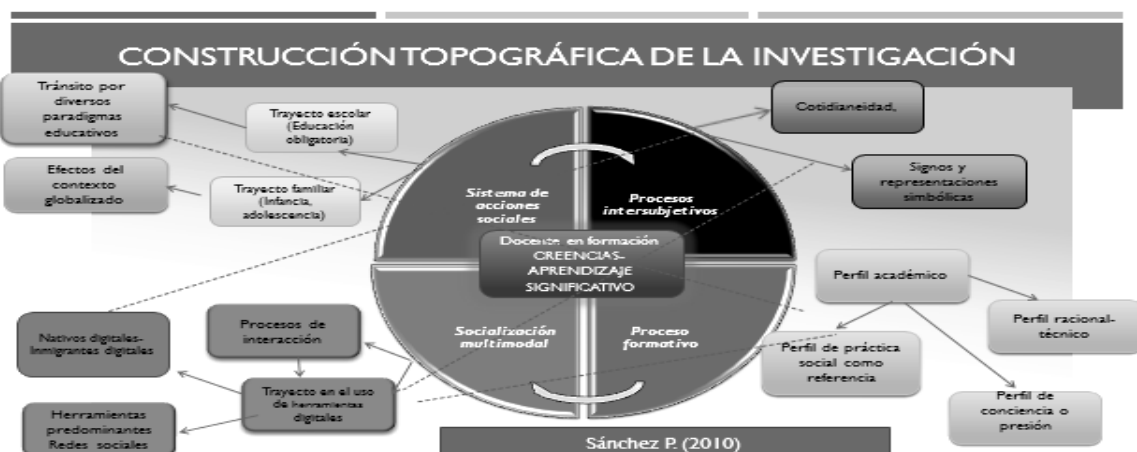 CONSTRUCCIÓN TOPOGRÁFICA DE LA INVESTIGACIÓN
Tránsito por
diversos
paradigmas
educativos
Trayecto escolar
(Educación
obligatoria)
Cotidianeidad,
Efectos del
contexto
globalizado
Trayecto familiar
(Infancia,
adolescencia)
Sistema de
acciones
sociales
Procesos
intersubjetivos
Signos y
representaciones
simbólicas
Docente en formación
CREENCIAS-
APRENDIZAJE
SIGNIFICATIVO
Perfil académico
Nativos digitales-
Inmigrantes digitales
Procesos de
interacción
Socialización
multimodal
Proceso
formativo
Perfil racional-
técnico
Perfil de práctica
social como
referencia
Trayecto en el uso
de herramientas
digitales
Herramientas
predominantes
Redes sociales
Perfil de
conciencia o
presión
Sánchez P. (2010)